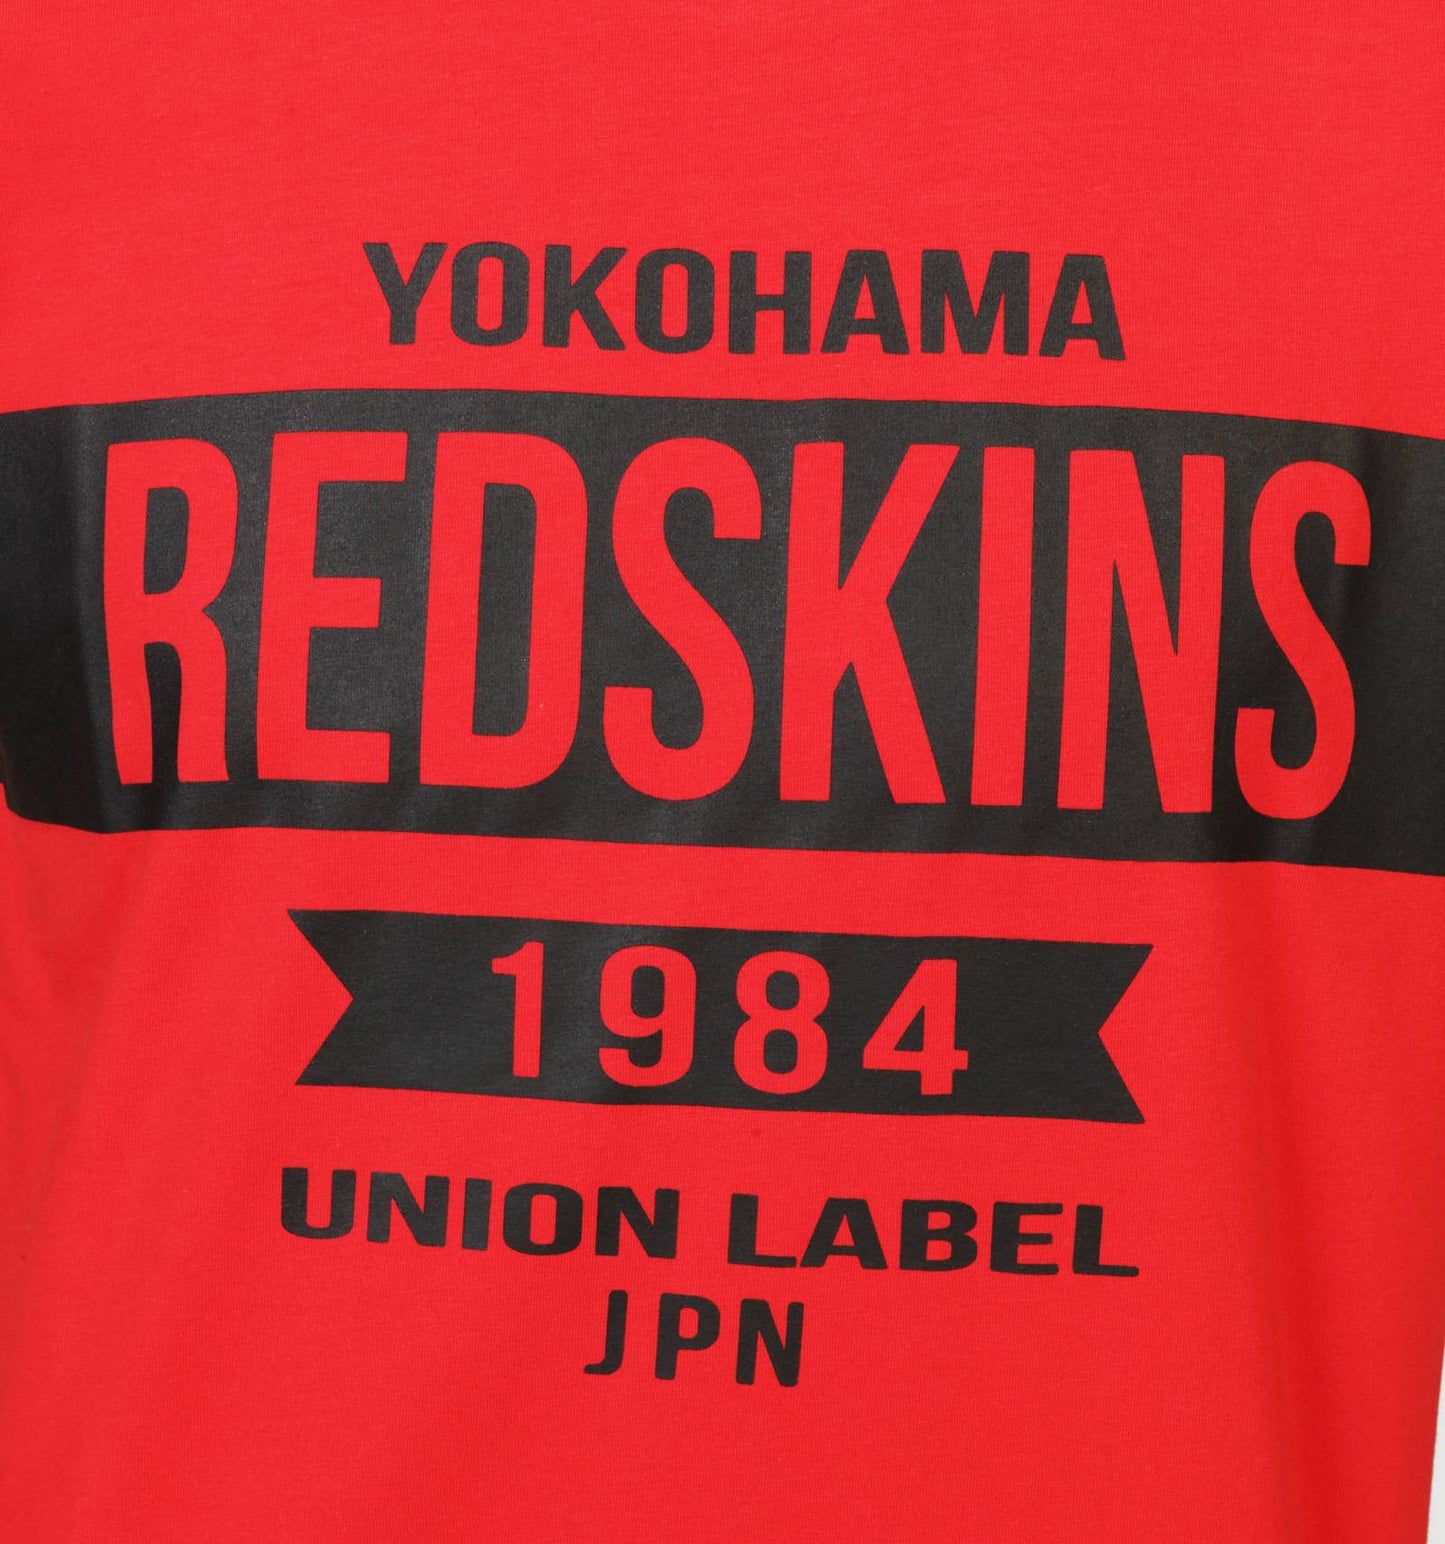 YOKOHAMA
REDSKINS
1984
UNION LABEL
JPN